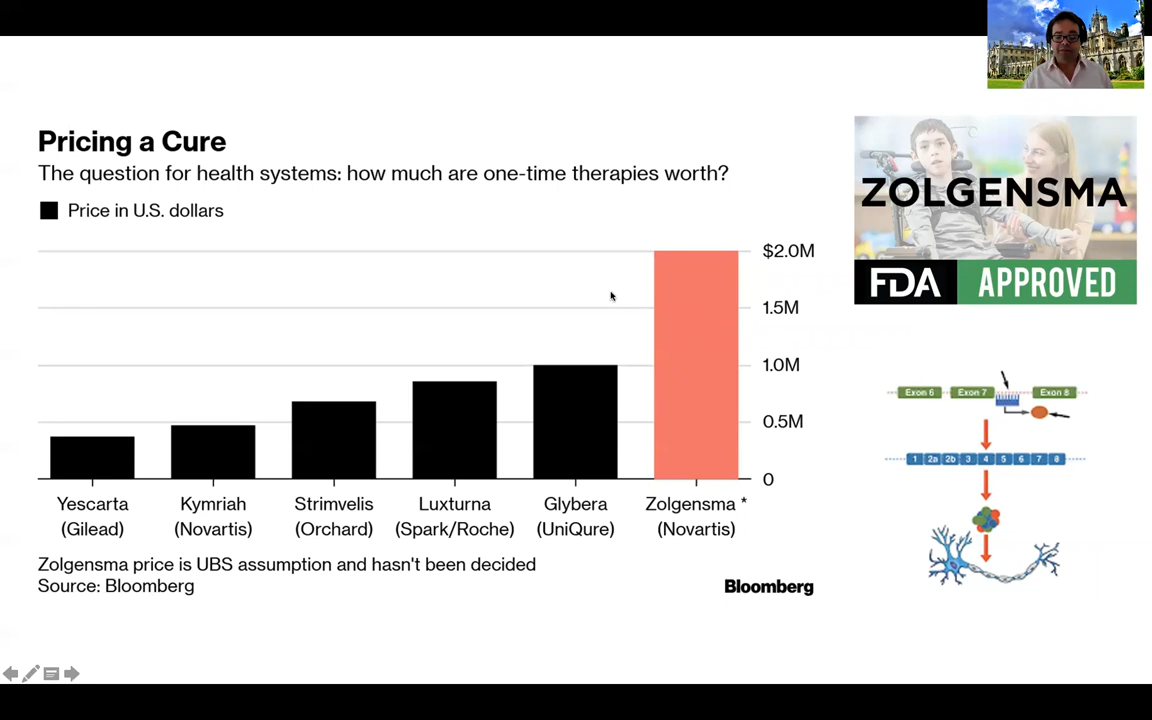 Pricing a Cure
The question for health systems: how much are one-time therapies worth?
Price in U.S. dollars
$2.0M
1.5M
1.0M
0.5M
0
Yescarta
(Gilead)
Kymriah
(Novartis)
Strimvelis
(Orchard)
Luxturna
(Spark/Roche)
Glybera
(UniQure)
Zolgensma *
(Novartis)
Zolgensma price is UBS assumption and hasn't been decided
Source: Bloomberg
Bloomberg
ZOLGENSMA
FDA APPROVED
Exon 6 Exon 7 Exon 8
1 2a 2b 3 4 5 6 7 8